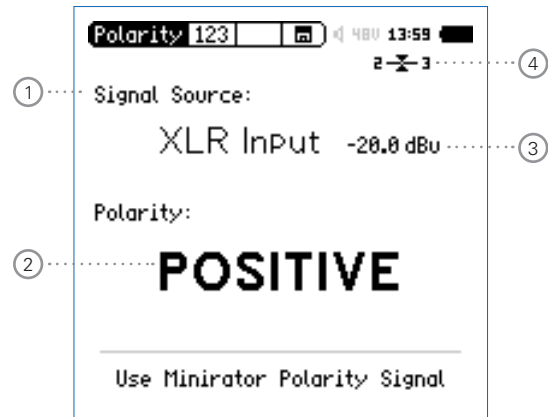 Polarity 123 48V 13:59
2 3 4
1 Signal Source:
XLR Input -20.0 dBu 3
Polarity:
2 POSITIVE
Use Minirator Polarity Signal